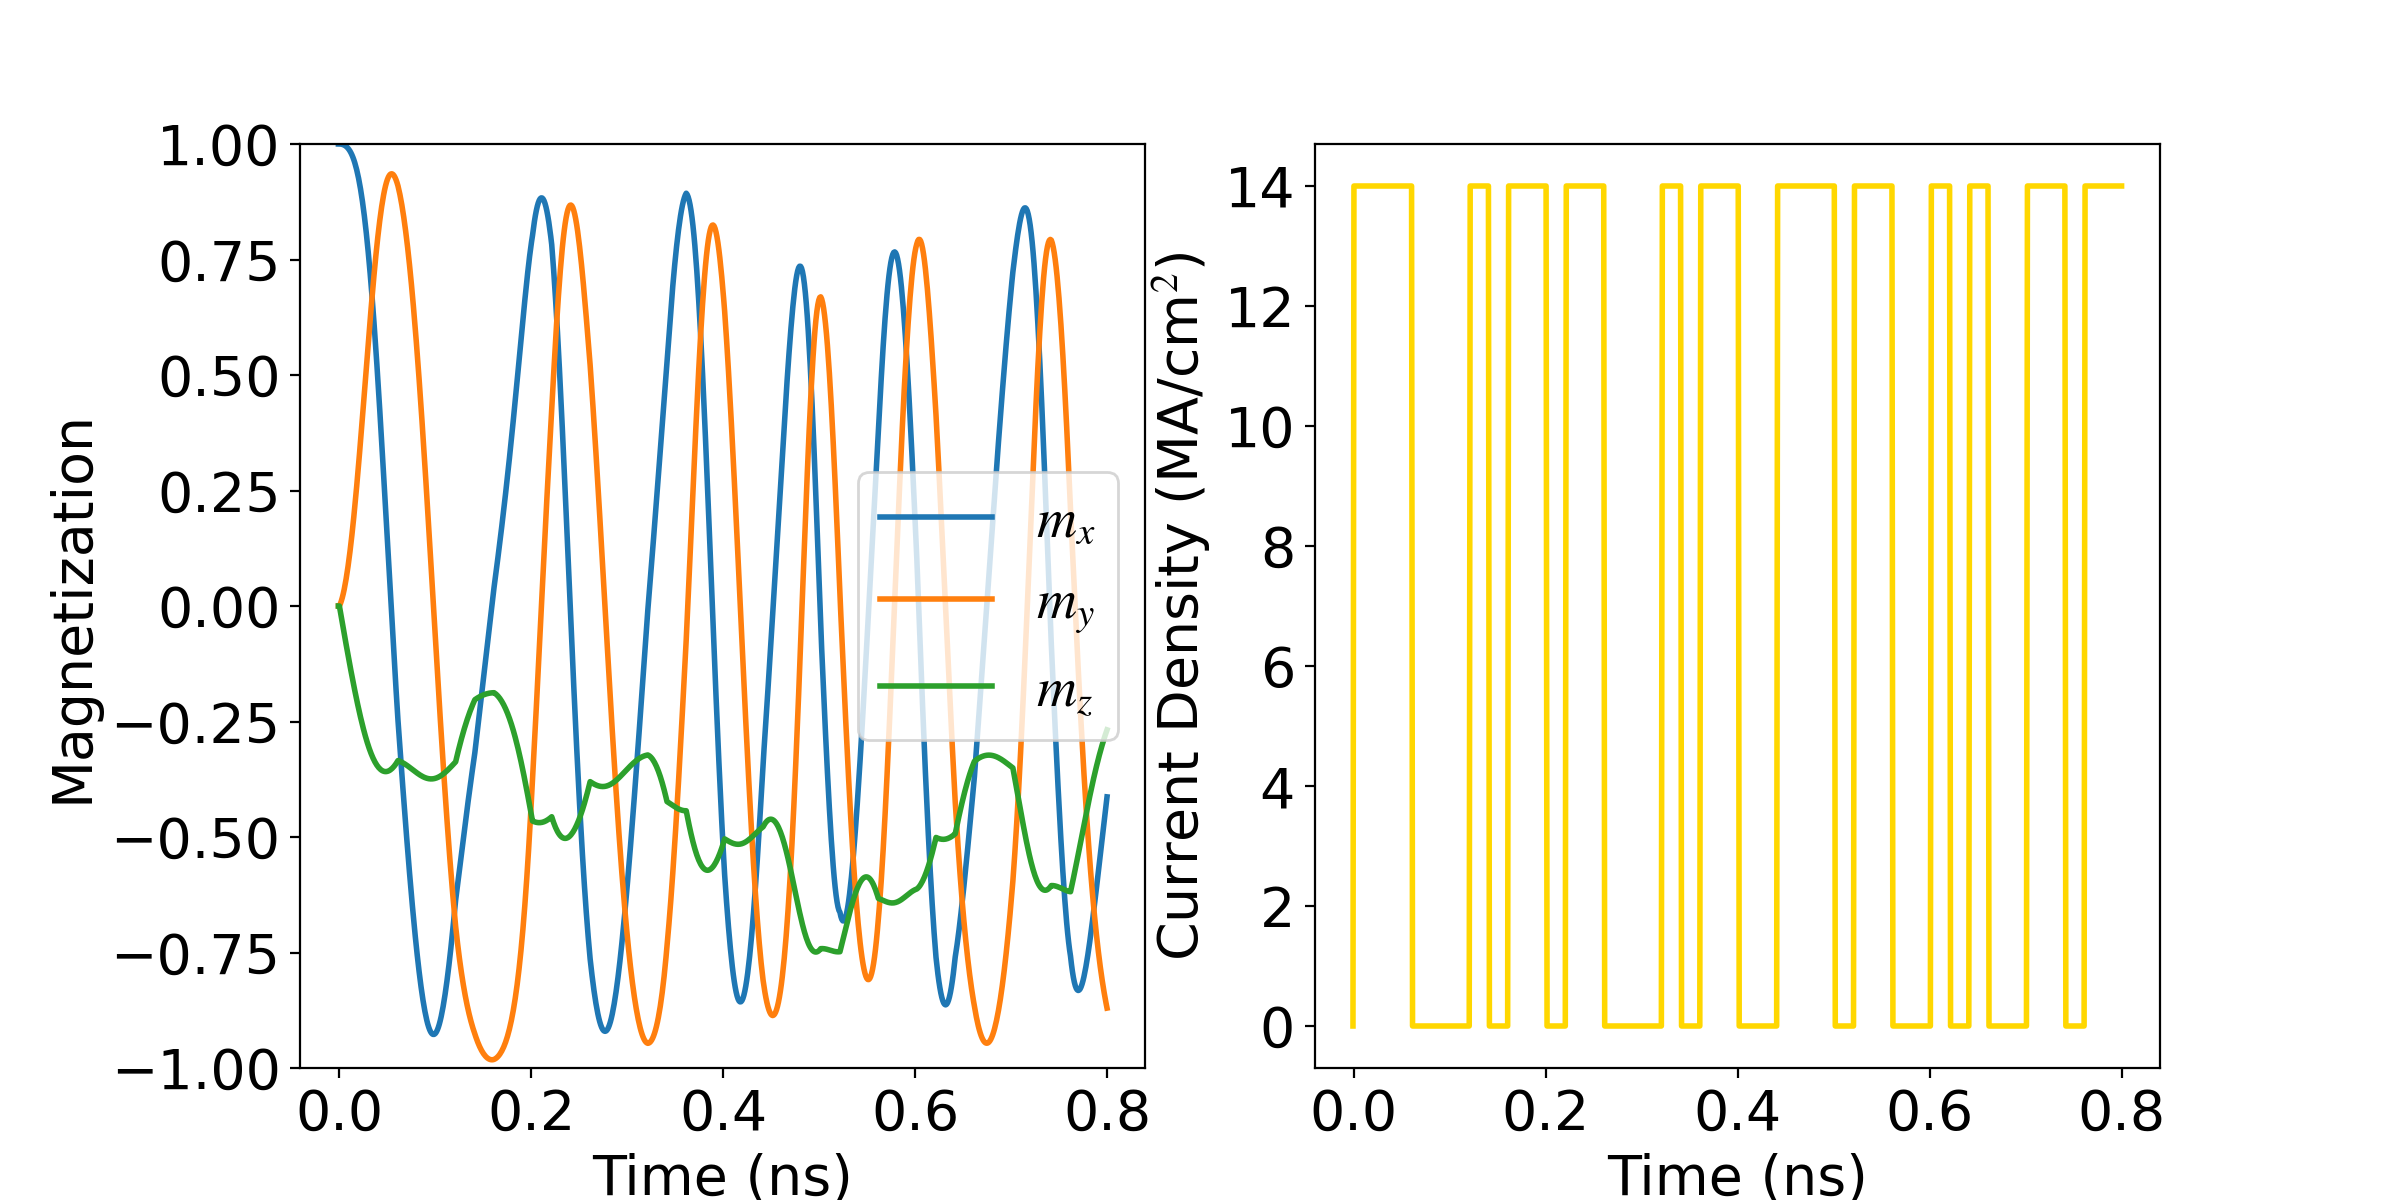 Magnetization
1.00
0.75
0.50
0.25
0.00
−0.25
−0.50
−0.75
−1.00
0.0 0.2 0.4 0.6 0.8
Time (ns)
m_x
m_y
m_z
Current Density (MA/cm²)
14
12
10
8
6
4
2
0
0.0 0.2 0.4 0.6 0.8
Time (ns)